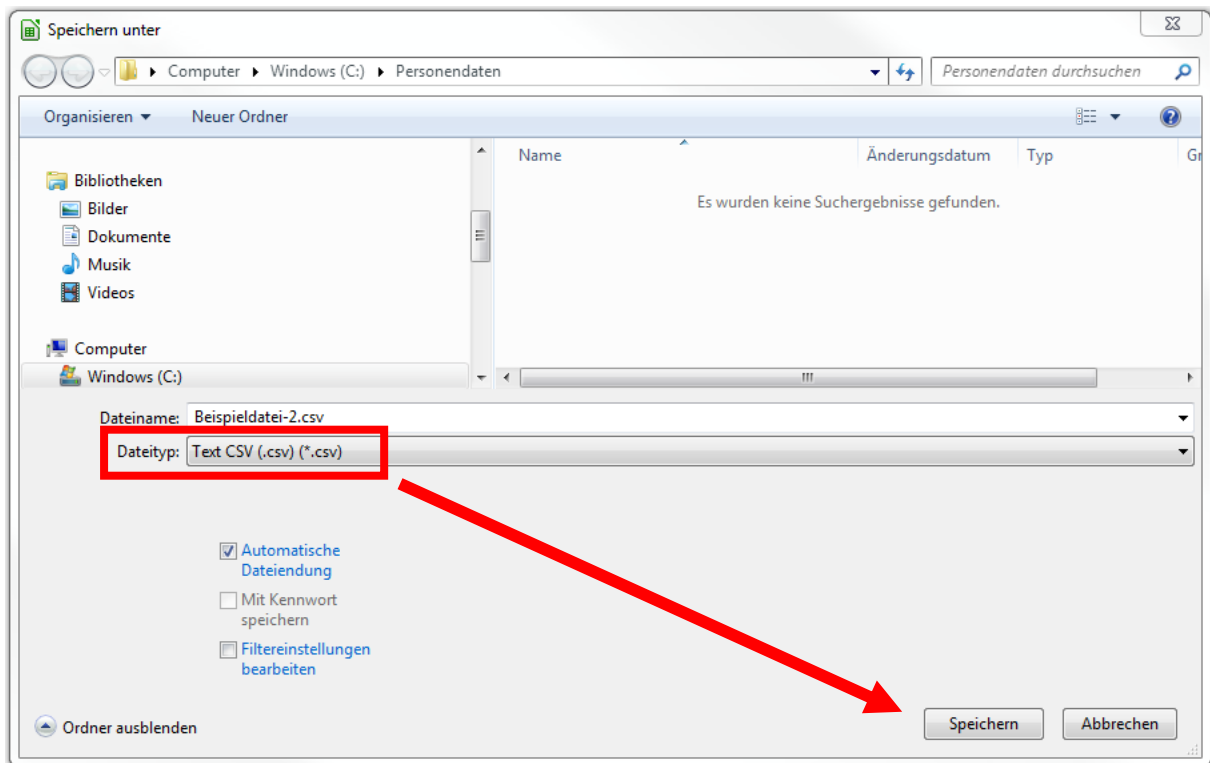 Speichern unter
Computer Windows (C:) Personendaten
Personendaten durchsuchen
Organisieren Neuer Ordner
Name Änderungsdatum Typ Gr
Es wurden keine Suchergebnisse gefunden.
Bibliotheken
Bilder
Dokumente
Musik
Videos
Computer
Windows (C:)
Dateiname: Beispieldatei-2.csv
Dateityp: Text CSV (.csv) (*.csv)
Automatische
Dateiendung
Mit Kennwort
speichern
Filtereinstellungen
bearbeiten
Ordner ausblenden
Speichern Abbrechen